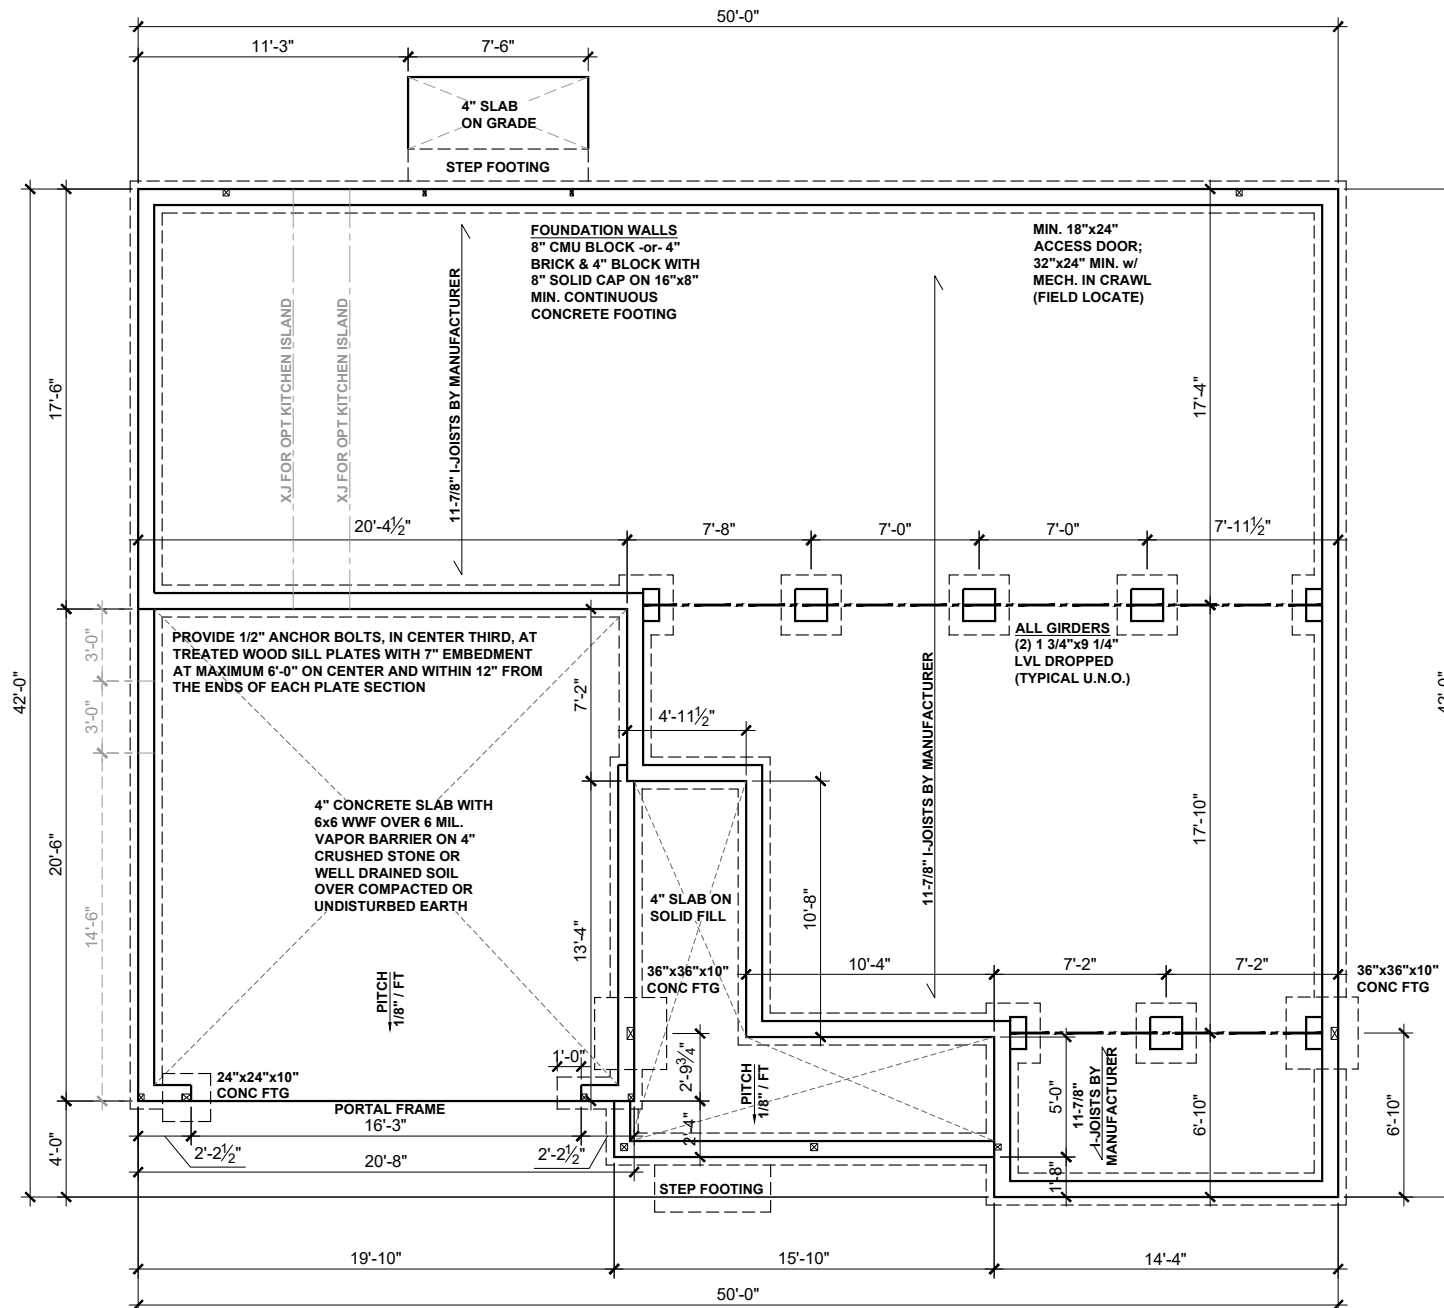 50'-0"
11'-3"
7'-6"
4" SLAB
ON GRADE
STEP FOOTING
FOUNDATION WALLS
8" CMU BLOCK -or- 4"
BRICK & 4" BLOCK WITH
8" SOLID CAP ON 16"x8"
MIN. CONTINUOUS
CONCRETE FOOTING
MIN. 18"x24"
ACCESS DOOR;
32"x24" MIN. w/
MECH. IN CRAWL
(FIELD LOCATE)
XJ FOR OPT KITCHEN ISLAND
XJ FOR OPT KITCHEN ISLAND
11-7/8" I-JOISTS BY MANUFACTURER
17'-6"
17'-4"
20'-4½"
7'-8"
7'-0"
7'-0"
7'-11½"
42'-0"
42'-0"
3'-0"
3'-0"
14'-6"
20'-6"
4'-0"
PROVIDE 1/2" ANCHOR BOLTS, IN CENTER THIRD, AT
TREATED WOOD SILL PLATES WITH 7" EMBEDMENT
AT MAXIMUM 6'-0" ON CENTER AND WITHIN 12" FROM
THE ENDS OF EACH PLATE SECTION
7'-2"
4'-11½"
ALL GIRDERS
(2) 1 3/4"x9 1/4"
LVL DROPPED
(TYPICAL U.N.O.)
11-7/8" I-JOISTS BY MANUFACTURER
17'-10"
4" CONCRETE SLAB WITH
6x6 WWF OVER 6 MIL.
VAPOR BARRIER ON 4"
CRUSHED STONE OR
WELL DRAINED SOIL
OVER COMPACTED OR
UNDISTURBED EARTH
13'-4"
4" SLAB ON
SOLID FILL
10'-8"
36"x36"x10"
CONC FTG
10'-4"
7'-2"
7'-2"
36"x36"x10"
CONC FTG
PITCH
1/8" / FT
1'-0"
2'-9¾"
2'-4"
PITCH
1/8" / FT
5'-0"
1'-8"
11-7/8"
I-JOISTS BY
MANUFACTURER
6'-10"
6'-10"
24"x24"x10"
CONC FTG
PORTAL FRAME
16'-3"
2'-2½"
2'-2½"
20'-8"
STEP FOOTING
19'-10"
15'-10"
14'-4"
50'-0"